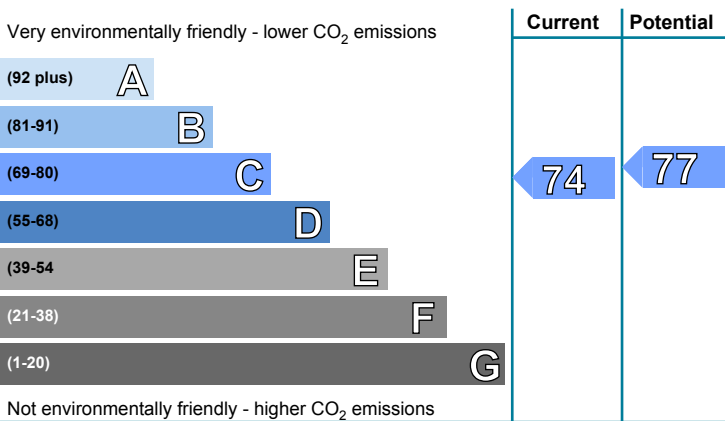 Current Potential
Very environmentally friendly - lower CO2 emissions
(92 plus) A
(81-91) B
(69-80) C 74 77
(55-68) D
(39-54 E
(21-38) F
(1-20) G
Not environmentally friendly - higher CO2 emissions